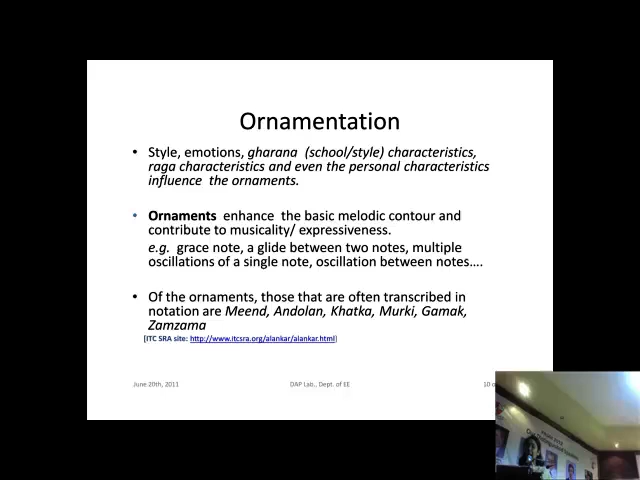 Ornamentation
• Style, emotions, gharana (school/style) characteristics,
raga characteristics and even the personal characteristics
influence the ornaments.
• Ornaments enhance the basic melodic contour and
contribute to musicality/ expressiveness.
e.g. grace note, a glide between two notes, multiple
oscillations of a single note, oscillation between notes….
• Of the ornaments, those that are often transcribed in
notation are Meend, Andolan, Khatka, Murki, Gamak,
Zamzama
[ITC SRA site: http://www.itcsra.org/alankar/alankar.html]
June 20th, 2011
DAP Lab., Dept. of EE
10